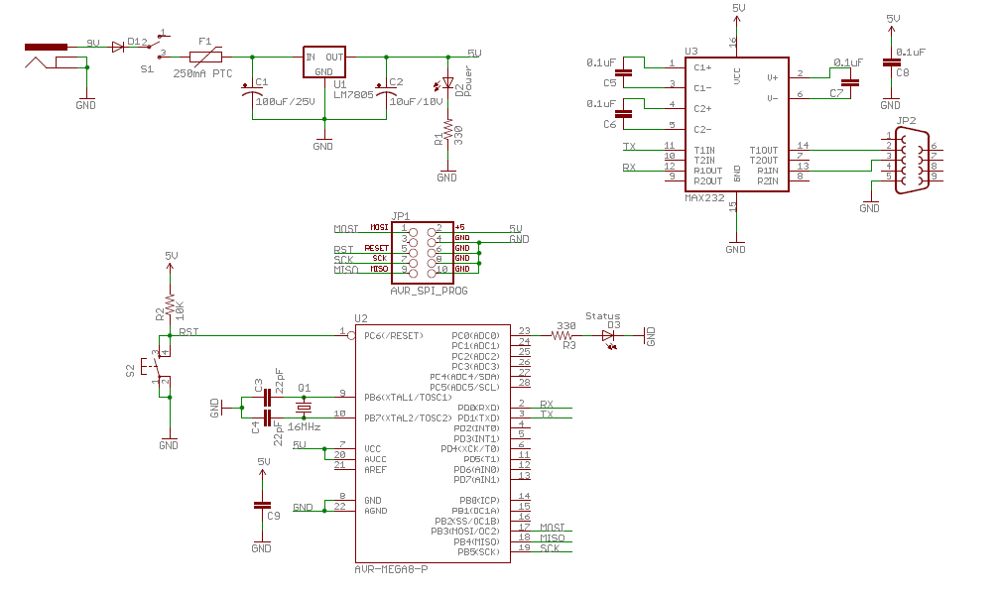 9V
D1
2
1
3
S1
F1
250mA PTC
GND
C1
100uF/25V
IN OUT
GND
U1
LM7805
C2
10uF/10V
GND
5V
D2
Power
R1
330
GND
5V
16
U3
VCC
0.1uF
C5
1 C1+
3 C1-
0.1uF
C6
4 C2+
5 C2-
V+ 2
V- 6
0.1uF
C7
5V
0.1uF
C8
GND
TX 11 T1IN
10 T2IN
RX 12 R1OUT
9 R2OUT
T1OUT 14
T2OUT 7
R1IN 13
R2IN 8
GND
MAX232
15
GND
JP2
1
2
3
4
5
6
7
8
9
GND
JP1
MOSI MOSI 1 2 +5 5V
3 4 GND GND
RST RESET 5 6 GND
SCK SCK 7 8 GND
MISO MISO 9 10 GND
AVR_SPI_PROG
5V
R2
10K
RST
S2
3 4
1 2
GND
U2
1 PC6(/RESET)
9 PB6(XTAL1/TOSC1)
10 PB7(XTAL2/TOSC2)
7 VCC
20 AVCC
21 AREF
8 GND
22 AGND
PC0(ADC0) 23
PC1(ADC1) 24
PC2(ADC2) 25
PC3(ADC3) 26
PC4(ADC4/SDA) 27
PC5(ADC5/SCL) 28
PD0(RXD) 2 RX
PD1(TXD) 3 TX
PD2(INT0) 4
PD3(INT1) 5
PD4(XCK/T0) 6
PD5(T1) 11
PD6(AIN0) 12
PD7(AIN1) 13
PB0(ICP) 14
PB1(OC1A) 15
PB2(SS/OC1B) 16
PB3(MOSI/OC2) 17 MOSI
PB4(MISO) 18 MISO
PB5(SCK) 19 SCK
AVR-MEGA8-P
330
R3
Status
D3
GND
GND
C3
22pF
C4
22pF
Q1
16MHz
5V
GND
5V
C9
GND